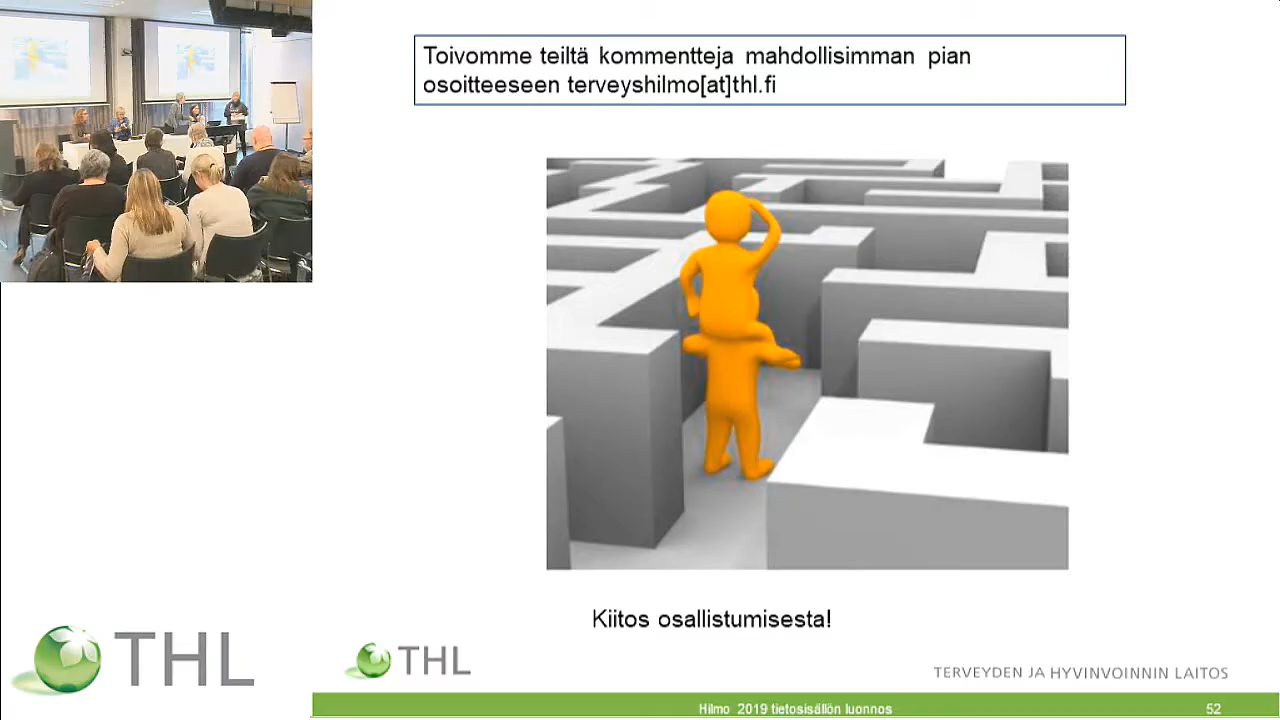 Toivomme teiltä kommentteja mahdollisimman pian
osoitteeseen terveyshilmo[at]thl.fi
Kiitos osallistumisesta!
THL
THL
TERVEYDEN JA HYVINVOINNIN LAITOS
Hilmo 2019 tietosisällön luonnos
52